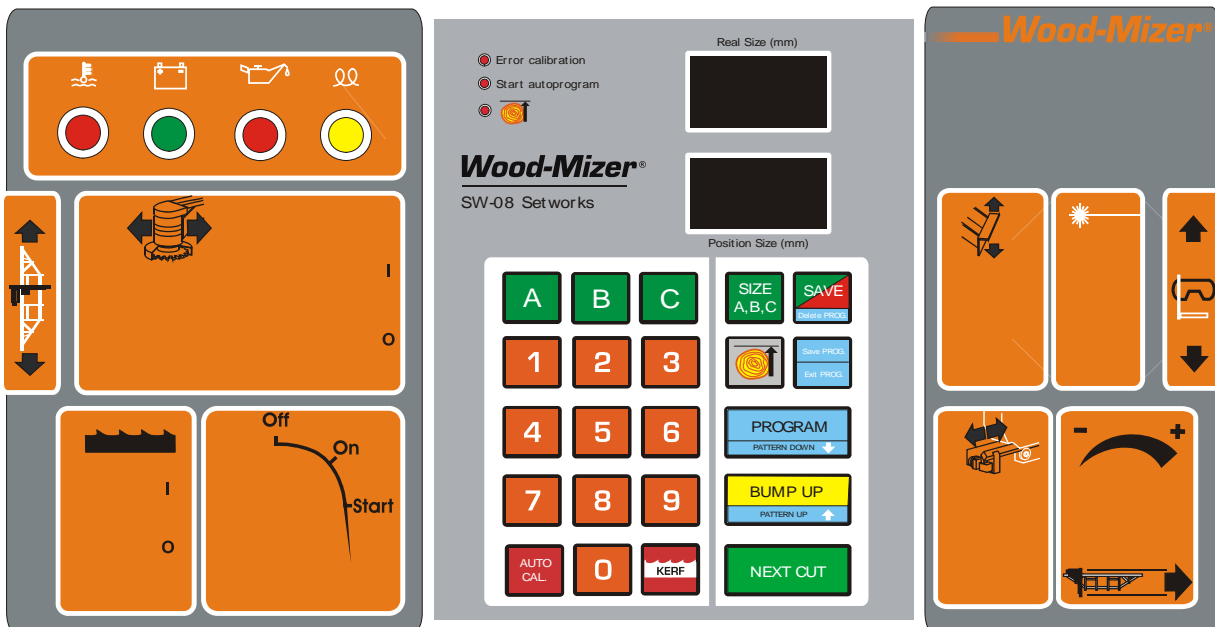 I
O
I
O
Off
On
Start
Real Size (mm)
Error calibration
Start autoprogram
Wood-Mizer®
SW-08 Setworks
Position Size (mm)
A B C
SIZE
A,B,C
SAVE
Delete PROG.
1 2 3
Save PROG.
Exit PROG.
4 5 6
PROGRAM
PATTERN DOWN
7 8 9
BUMP UP
PATTERN UP
AUTO
CAL.
0
KERF
NEXT CUT
Wood-Mizer®
- +